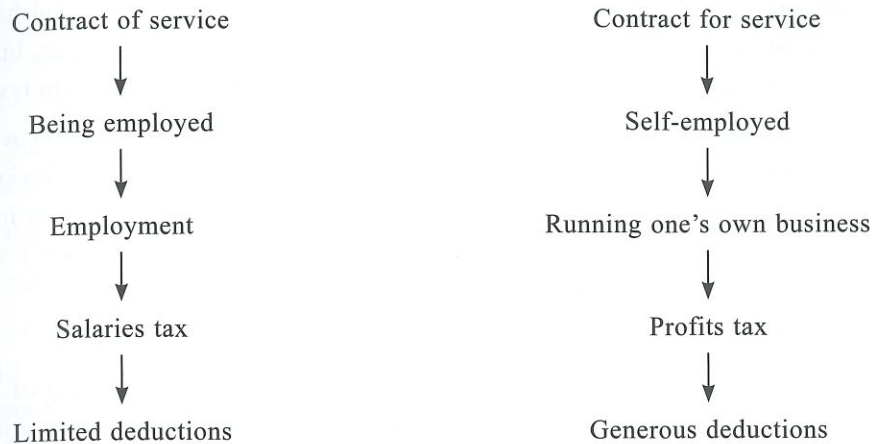 Contract of service
Contract for service
Being employed
Self-employed
Employment
Running one's own business
Salaries tax
Profits tax
Limited deductions
Generous deductions